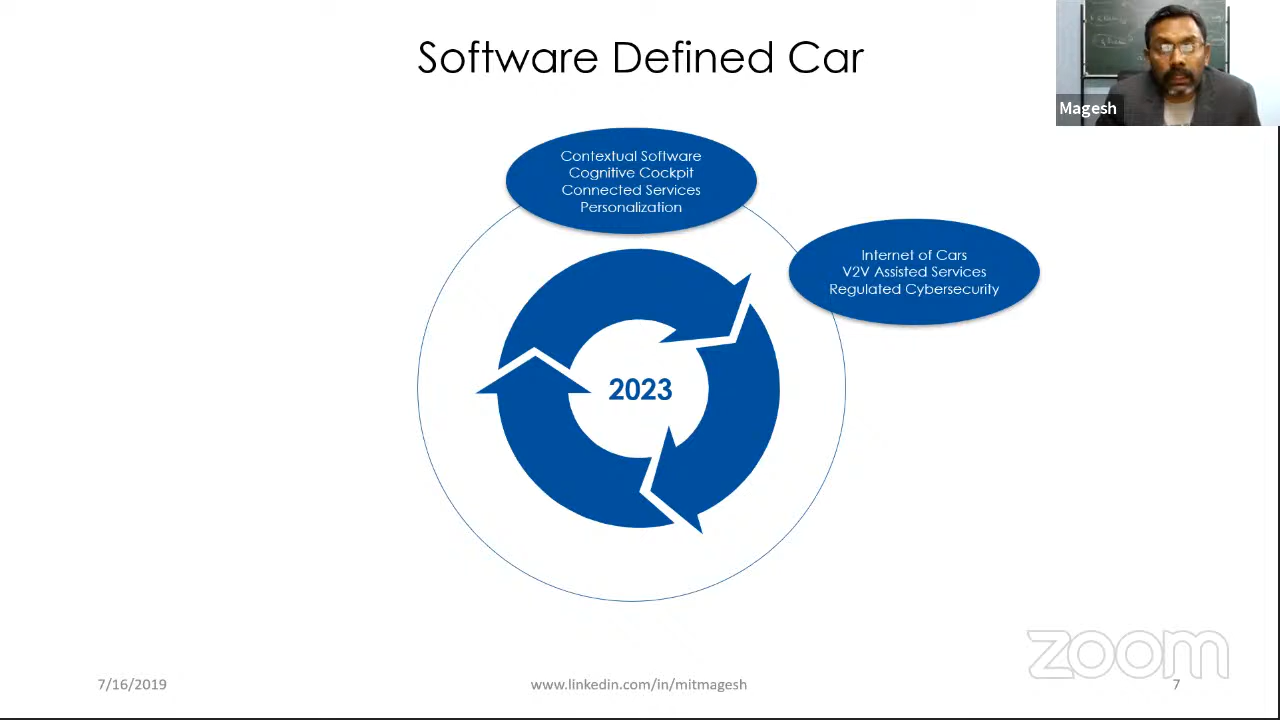 Software Defined Car
Magesh
Contextual Software
Cognitive Cockpit
Connected Services
Personalization
Internet of Cars
V2V Assisted Services
Regulated Cybersecurity
2023
zoom
7/16/2019
www.linkedin.com/in/mitmagesh
7